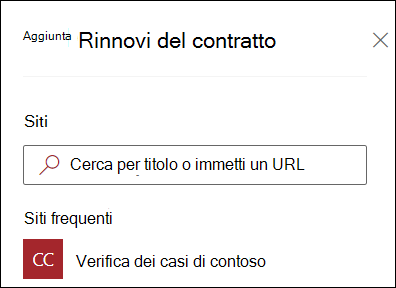 Aggiunta Rinnovi del contratto
Siti
Cerca per titolo o immetti un URL
Siti frequenti
CC Verifica dei casi di contoso